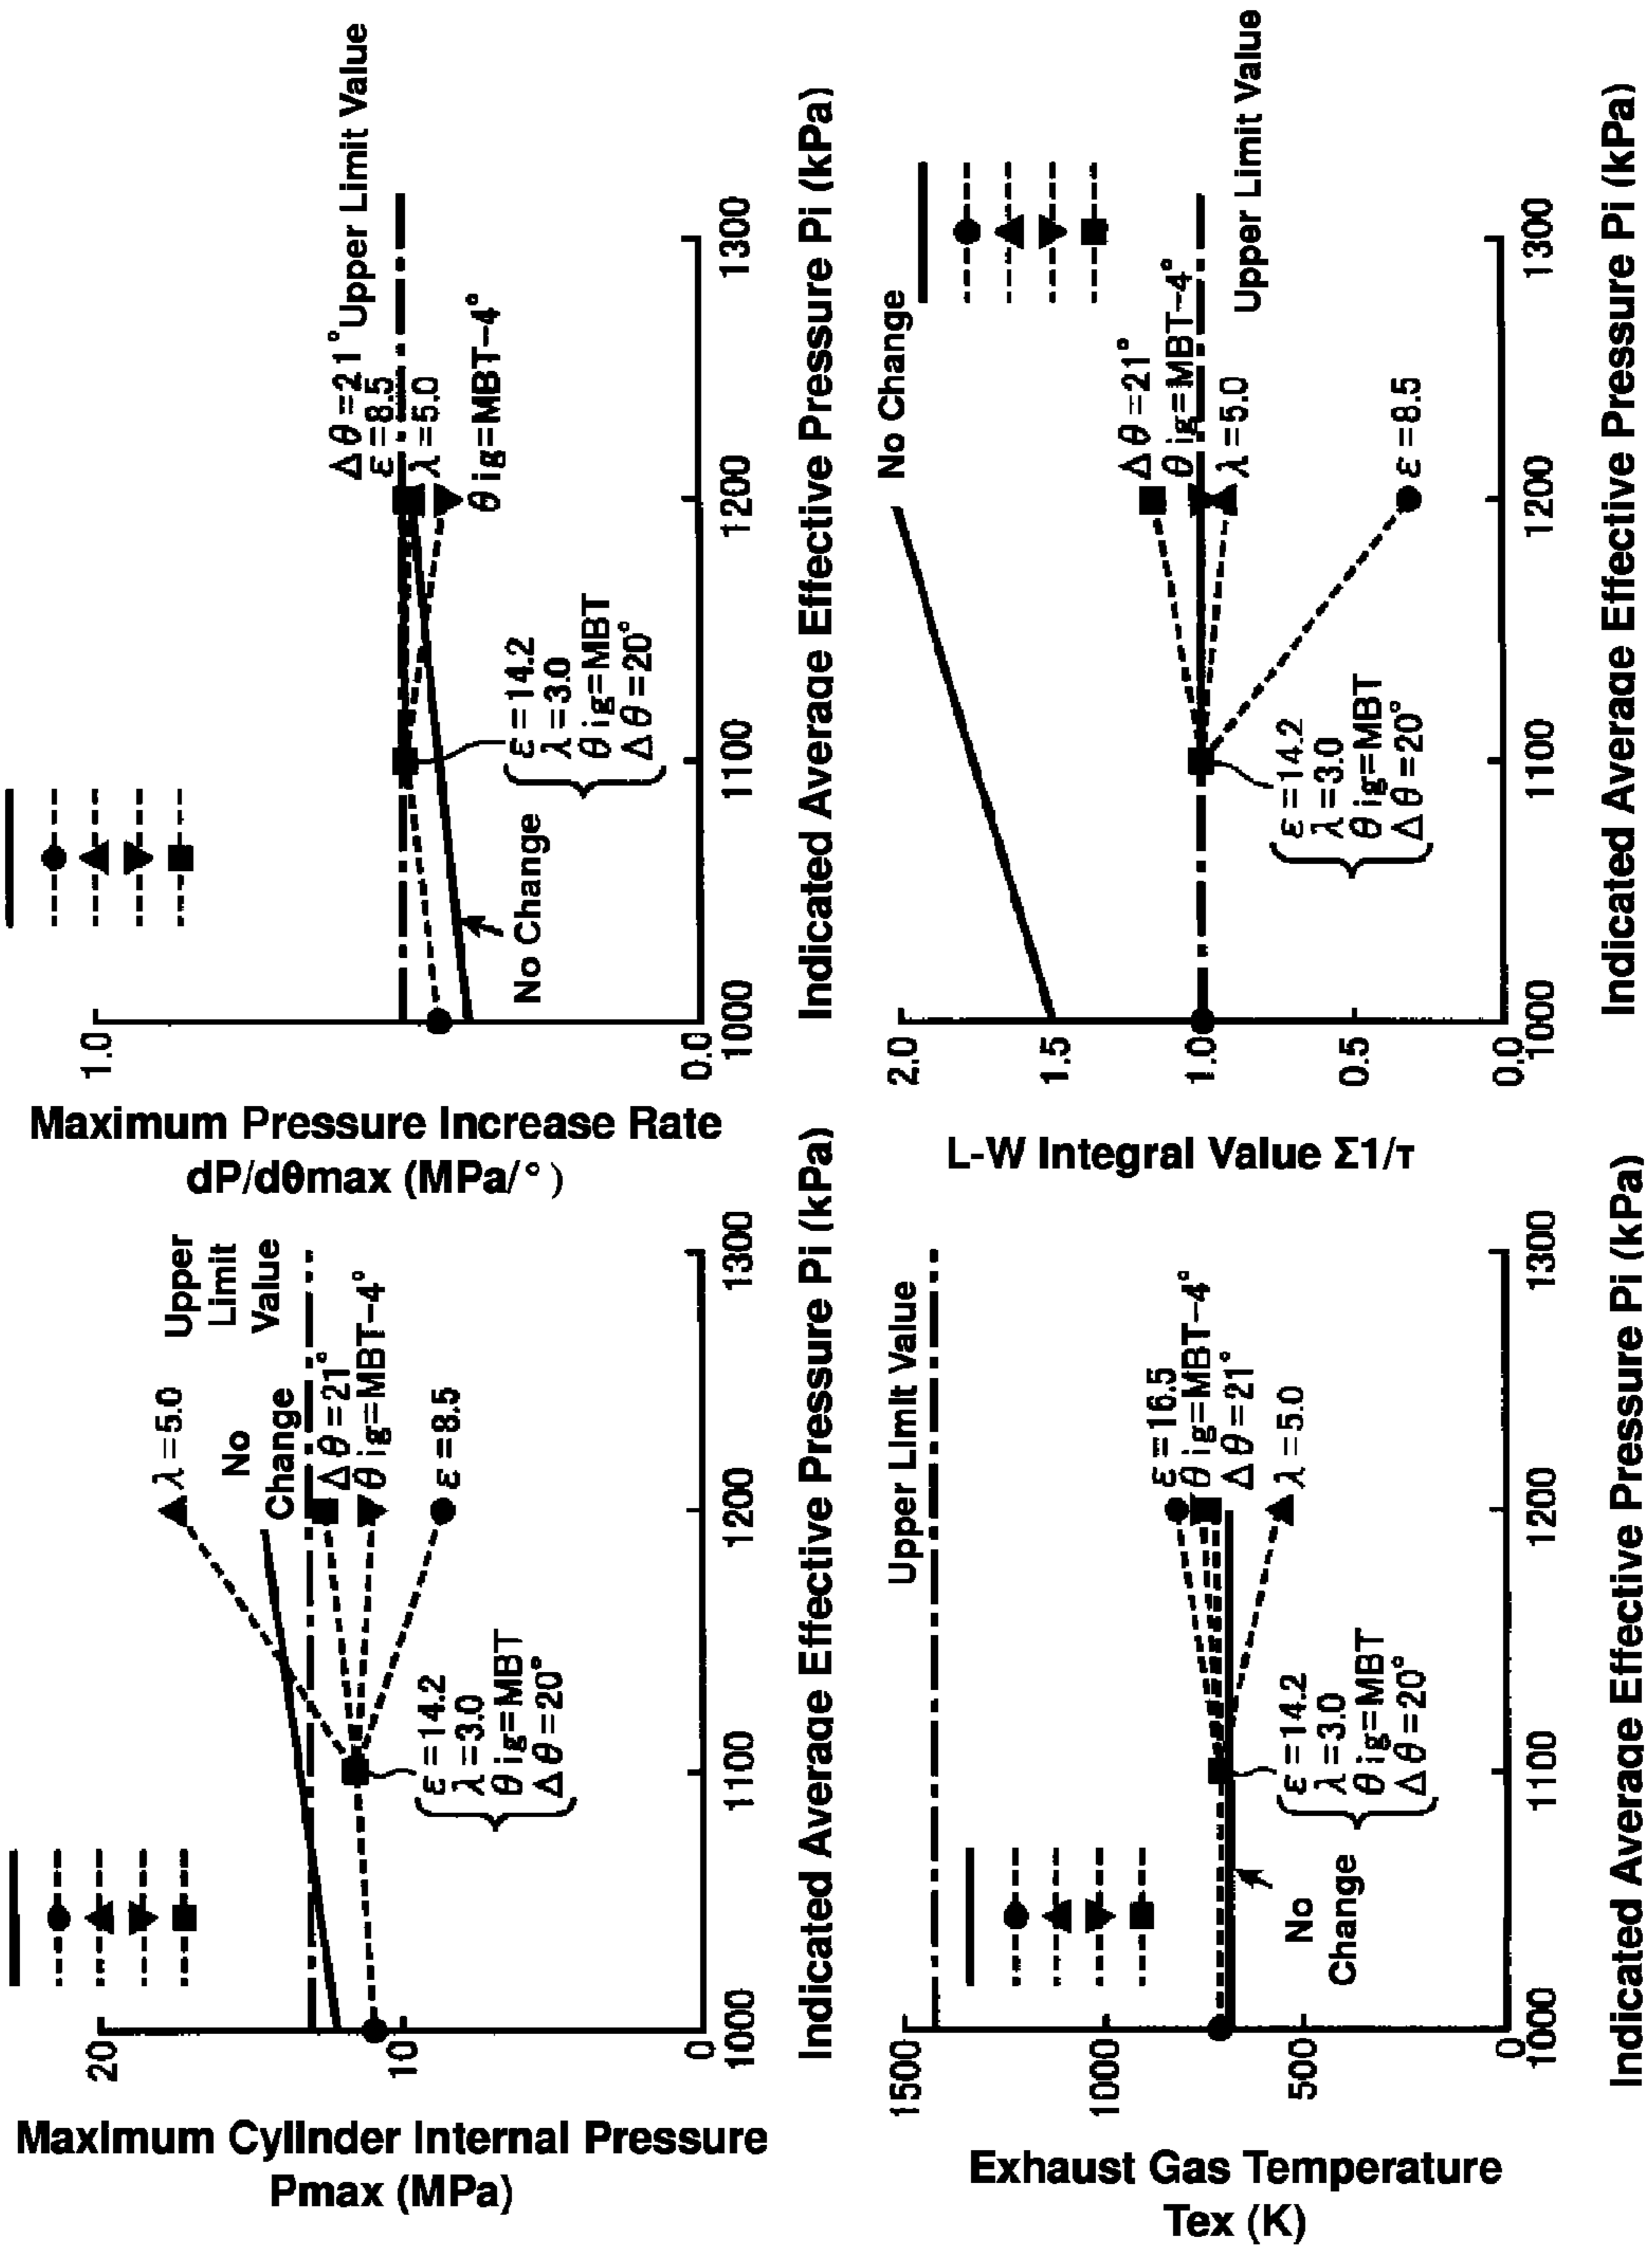 Maximum Cylinder Internal Pressure
Pmax (MPa)
20
10
0
1000
1100
1200
1300
Indicated Average Effective Pressure Pi (kPa)
λ=5.0
Upper
Limit
Value
No
Change
Δθ=21°
θig=MBT-4°
ε=8.5
ε=14.2
λ=3.0
θig=MBT
Δθ=20°
Maximum Pressure Increase Rate
dP/dθmax (MPa/°)
1.0
0.0
1000
1100
1200
1300
Indicated Average Effective Pressure Pi (kPa)
Upper Limit Value
Δθ=21°
ε=8.5
λ=5.0
θig=MBT-4°
No Change
ε=14.2
λ=3.0
θig=MBT
Δθ=20°
Exhaust Gas Temperature
Tex (K)
1500
1000
500
0
1000
1100
1200
1300
Indicated Average Effective Pressure Pi (kPa)
Upper Limit Value
ε=16.5
θig=MBT-4°
Δθ=21°
λ=5.0
No
Change
ε=14.2
λ=3.0
θig=MBT
Δθ=20°
L-W Integral Value Σ1/τ
2.0
1.5
1.0
0.5
0.0
1000
1100
1200
1300
Indicated Average Effective Pressure Pi (kPa)
No Change
Δθ=21°
θig=MBT-4°
λ=5.0
Upper Limit Value
ε=8.5
ε=14.2
λ=3.0
θig=MBT
Δθ=20°